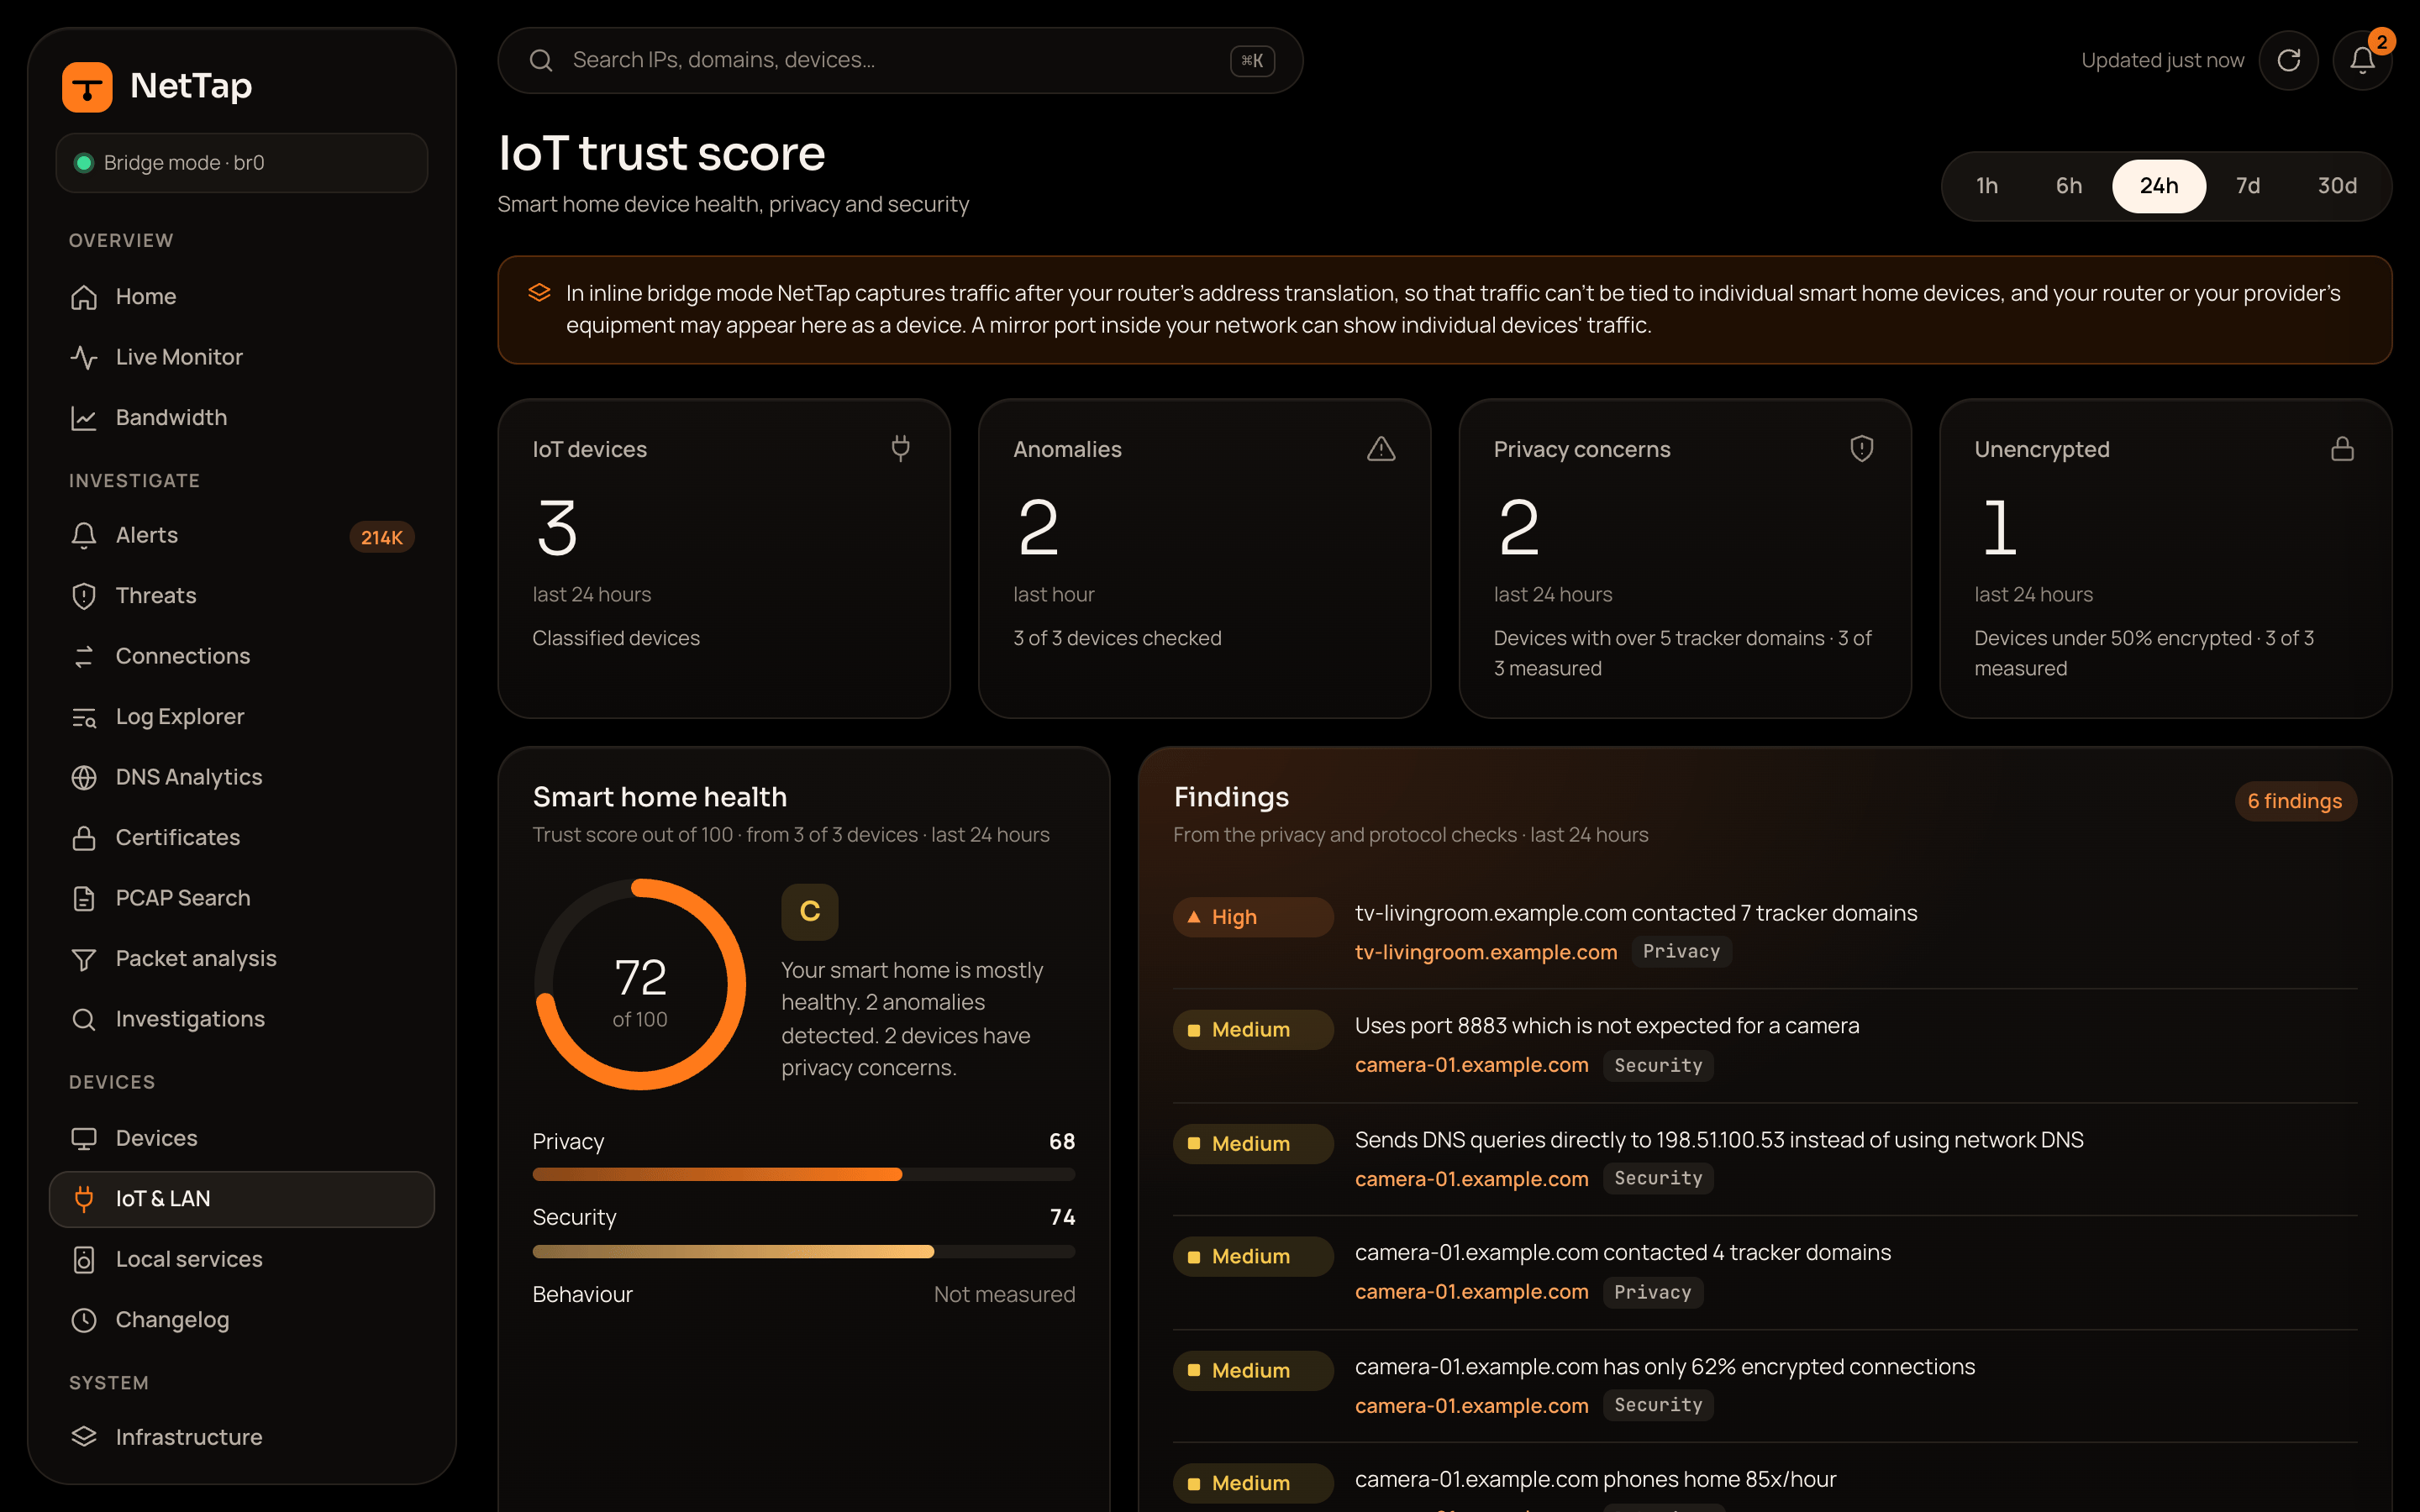 NetTap
Bridge mode · br0
OVERVIEW
Home
Live Monitor
Bandwidth
INVESTIGATE
Alerts 214K
Threats
Connections
Log Explorer
DNS Analytics
Certificates
PCAP Search
Packet analysis
Investigations
DEVICES
Devices
IoT & LAN
Local services
Changelog
SYSTEM
Infrastructure
Search IPs, domains, devices… ⌘K
Updated just now
2
IoT trust score
Smart home device health, privacy and security
1h 6h 24h 7d 30d
In inline bridge mode NetTap captures traffic after your router’s address translation, so that traffic can’t be tied to individual smart home devices, and your router or your provider’s
equipment may appear here as a device. A mirror port inside your network can show individual devices' traffic.
IoT devices
3
last 24 hours
Classified devices
Anomalies
2
last hour
3 of 3 devices checked
Privacy concerns
2
last 24 hours
Devices with over 5 tracker domains · 3 of
3 measured
Unencrypted
1
last 24 hours
Devices under 50% encrypted · 3 of 3
measured
Smart home health
Trust score out of 100 · from 3 of 3 devices · last 24 hours
72
of 100
C
Your smart home is mostly
healthy. 2 anomalies
detected. 2 devices have
privacy concerns.
Privacy 68
Security 74
Behaviour Not measured
Findings
From the privacy and protocol checks · last 24 hours
6 findings
High tv-livingroom.example.com contacted 7 tracker domains
tv-livingroom.example.com Privacy
Medium Uses port 8883 which is not expected for a camera
camera-01.example.com Security
Medium Sends DNS queries directly to 198.51.100.53 instead of using network DNS
camera-01.example.com Security
Medium camera-01.example.com contacted 4 tracker domains
camera-01.example.com Privacy
Medium camera-01.example.com has only 62% encrypted connections
camera-01.example.com Security
Medium camera-01.example.com phones home 85x/hour